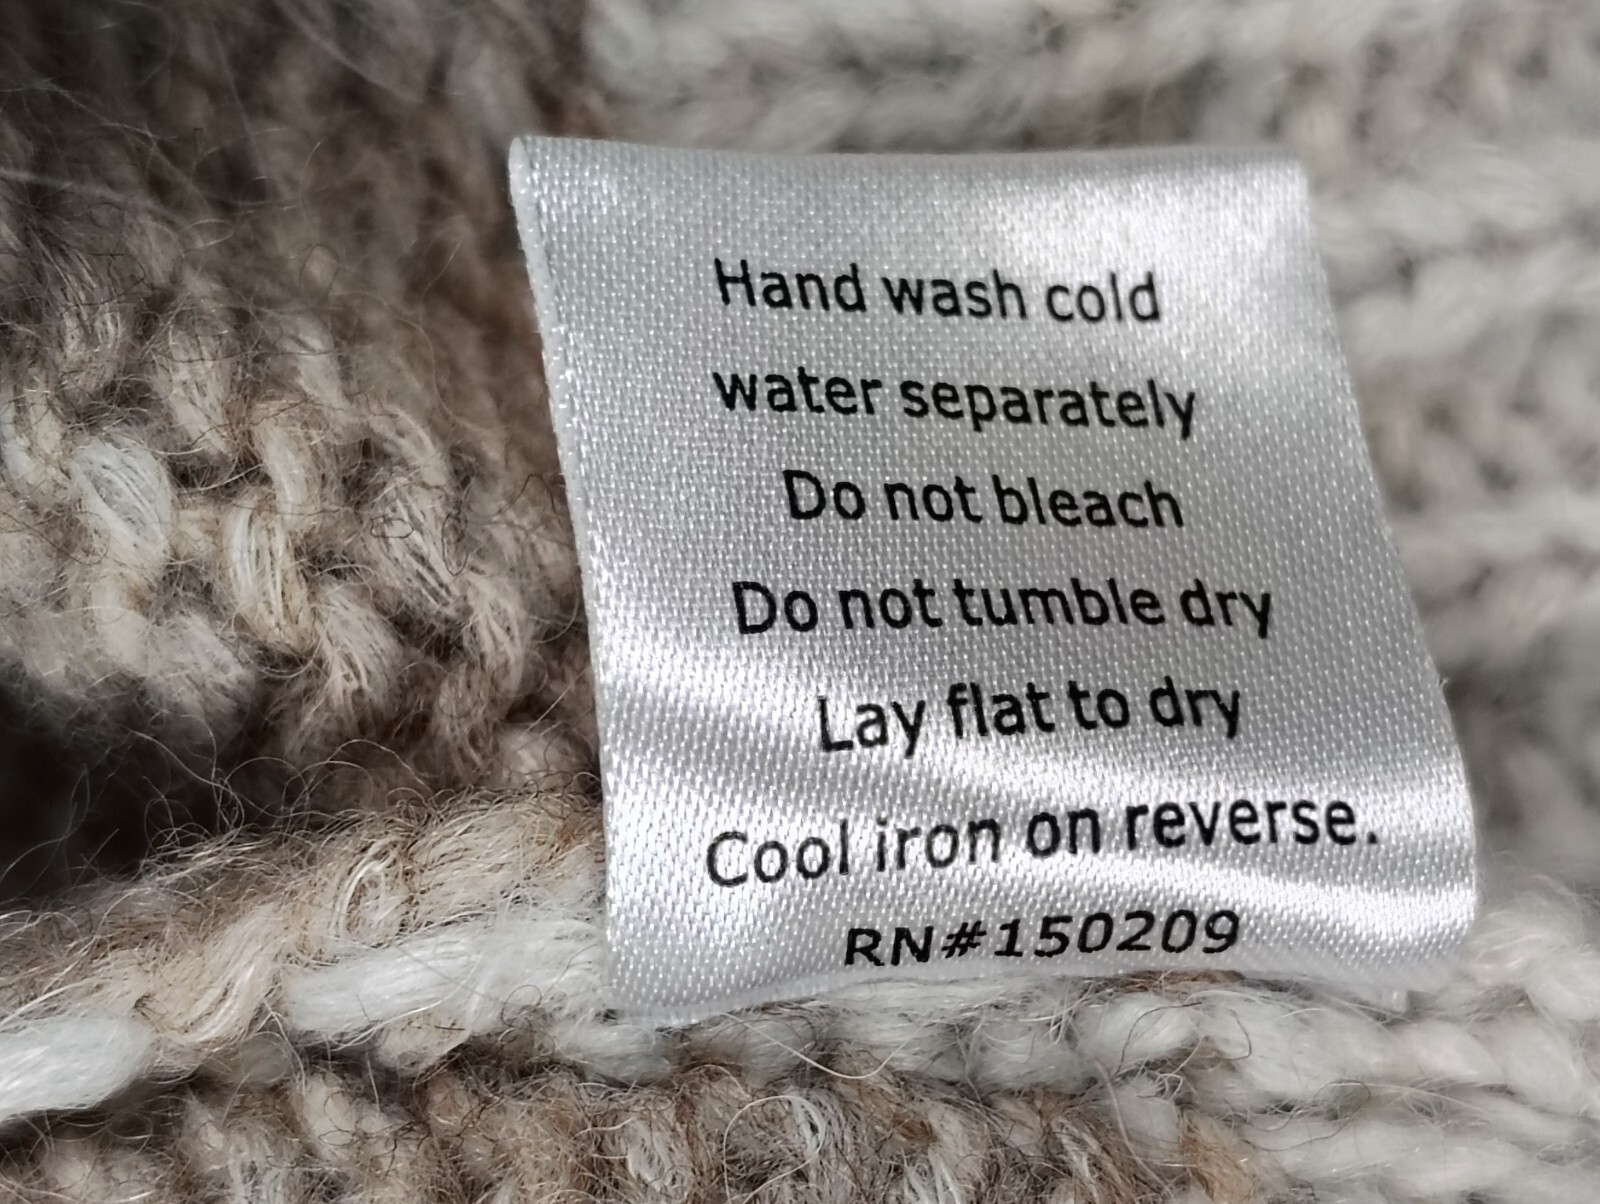 Hand wash cold
water separately
Do not bleach
Do not tumble dry
Lay flat to dry
Cool iron on reverse.
RN#150209